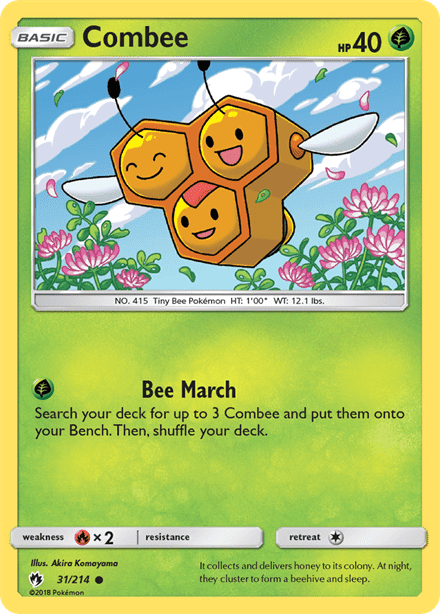 BASIC Combee HP 40
NO. 415 Tiny Bee Pokémon HT: 1'00" WT: 12.1 lbs.
Bee March
Search your deck for up to 3 Combee and put them onto
your Bench. Then, shuffle your deck.
weakness × 2 resistance retreat
Illus. Akira Komayama
31/214
©2018 Pokémon
It collects and delivers honey to its colony. At night,
they cluster to form a beehive and sleep.